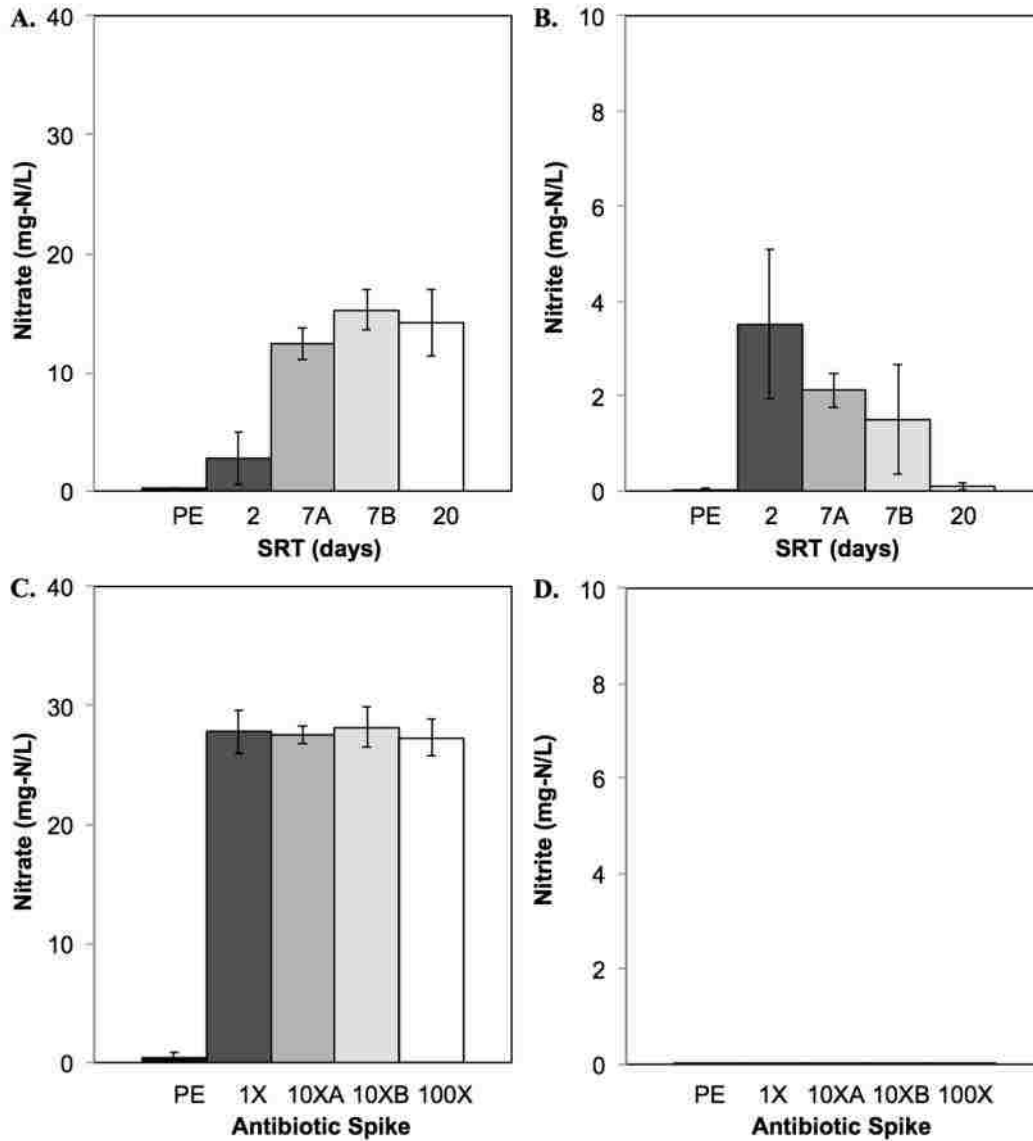 A.
40
30
20
10
0
Nitrate (mg-N/L)
PE 2 7A 7B 20
SRT (days)
B.
10
8
6
4
2
0
Nitrite (mg-N/L)
PE 2 7A 7B 20
SRT (days)
C.
40
30
20
10
0
Nitrate (mg-N/L)
PE 1X 10XA 10XB 100X
Antibiotic Spike
D.
10
8
6
4
2
0
Nitrite (mg-N/L)
PE 1X 10XA 10XB 100X
Antibiotic Spike